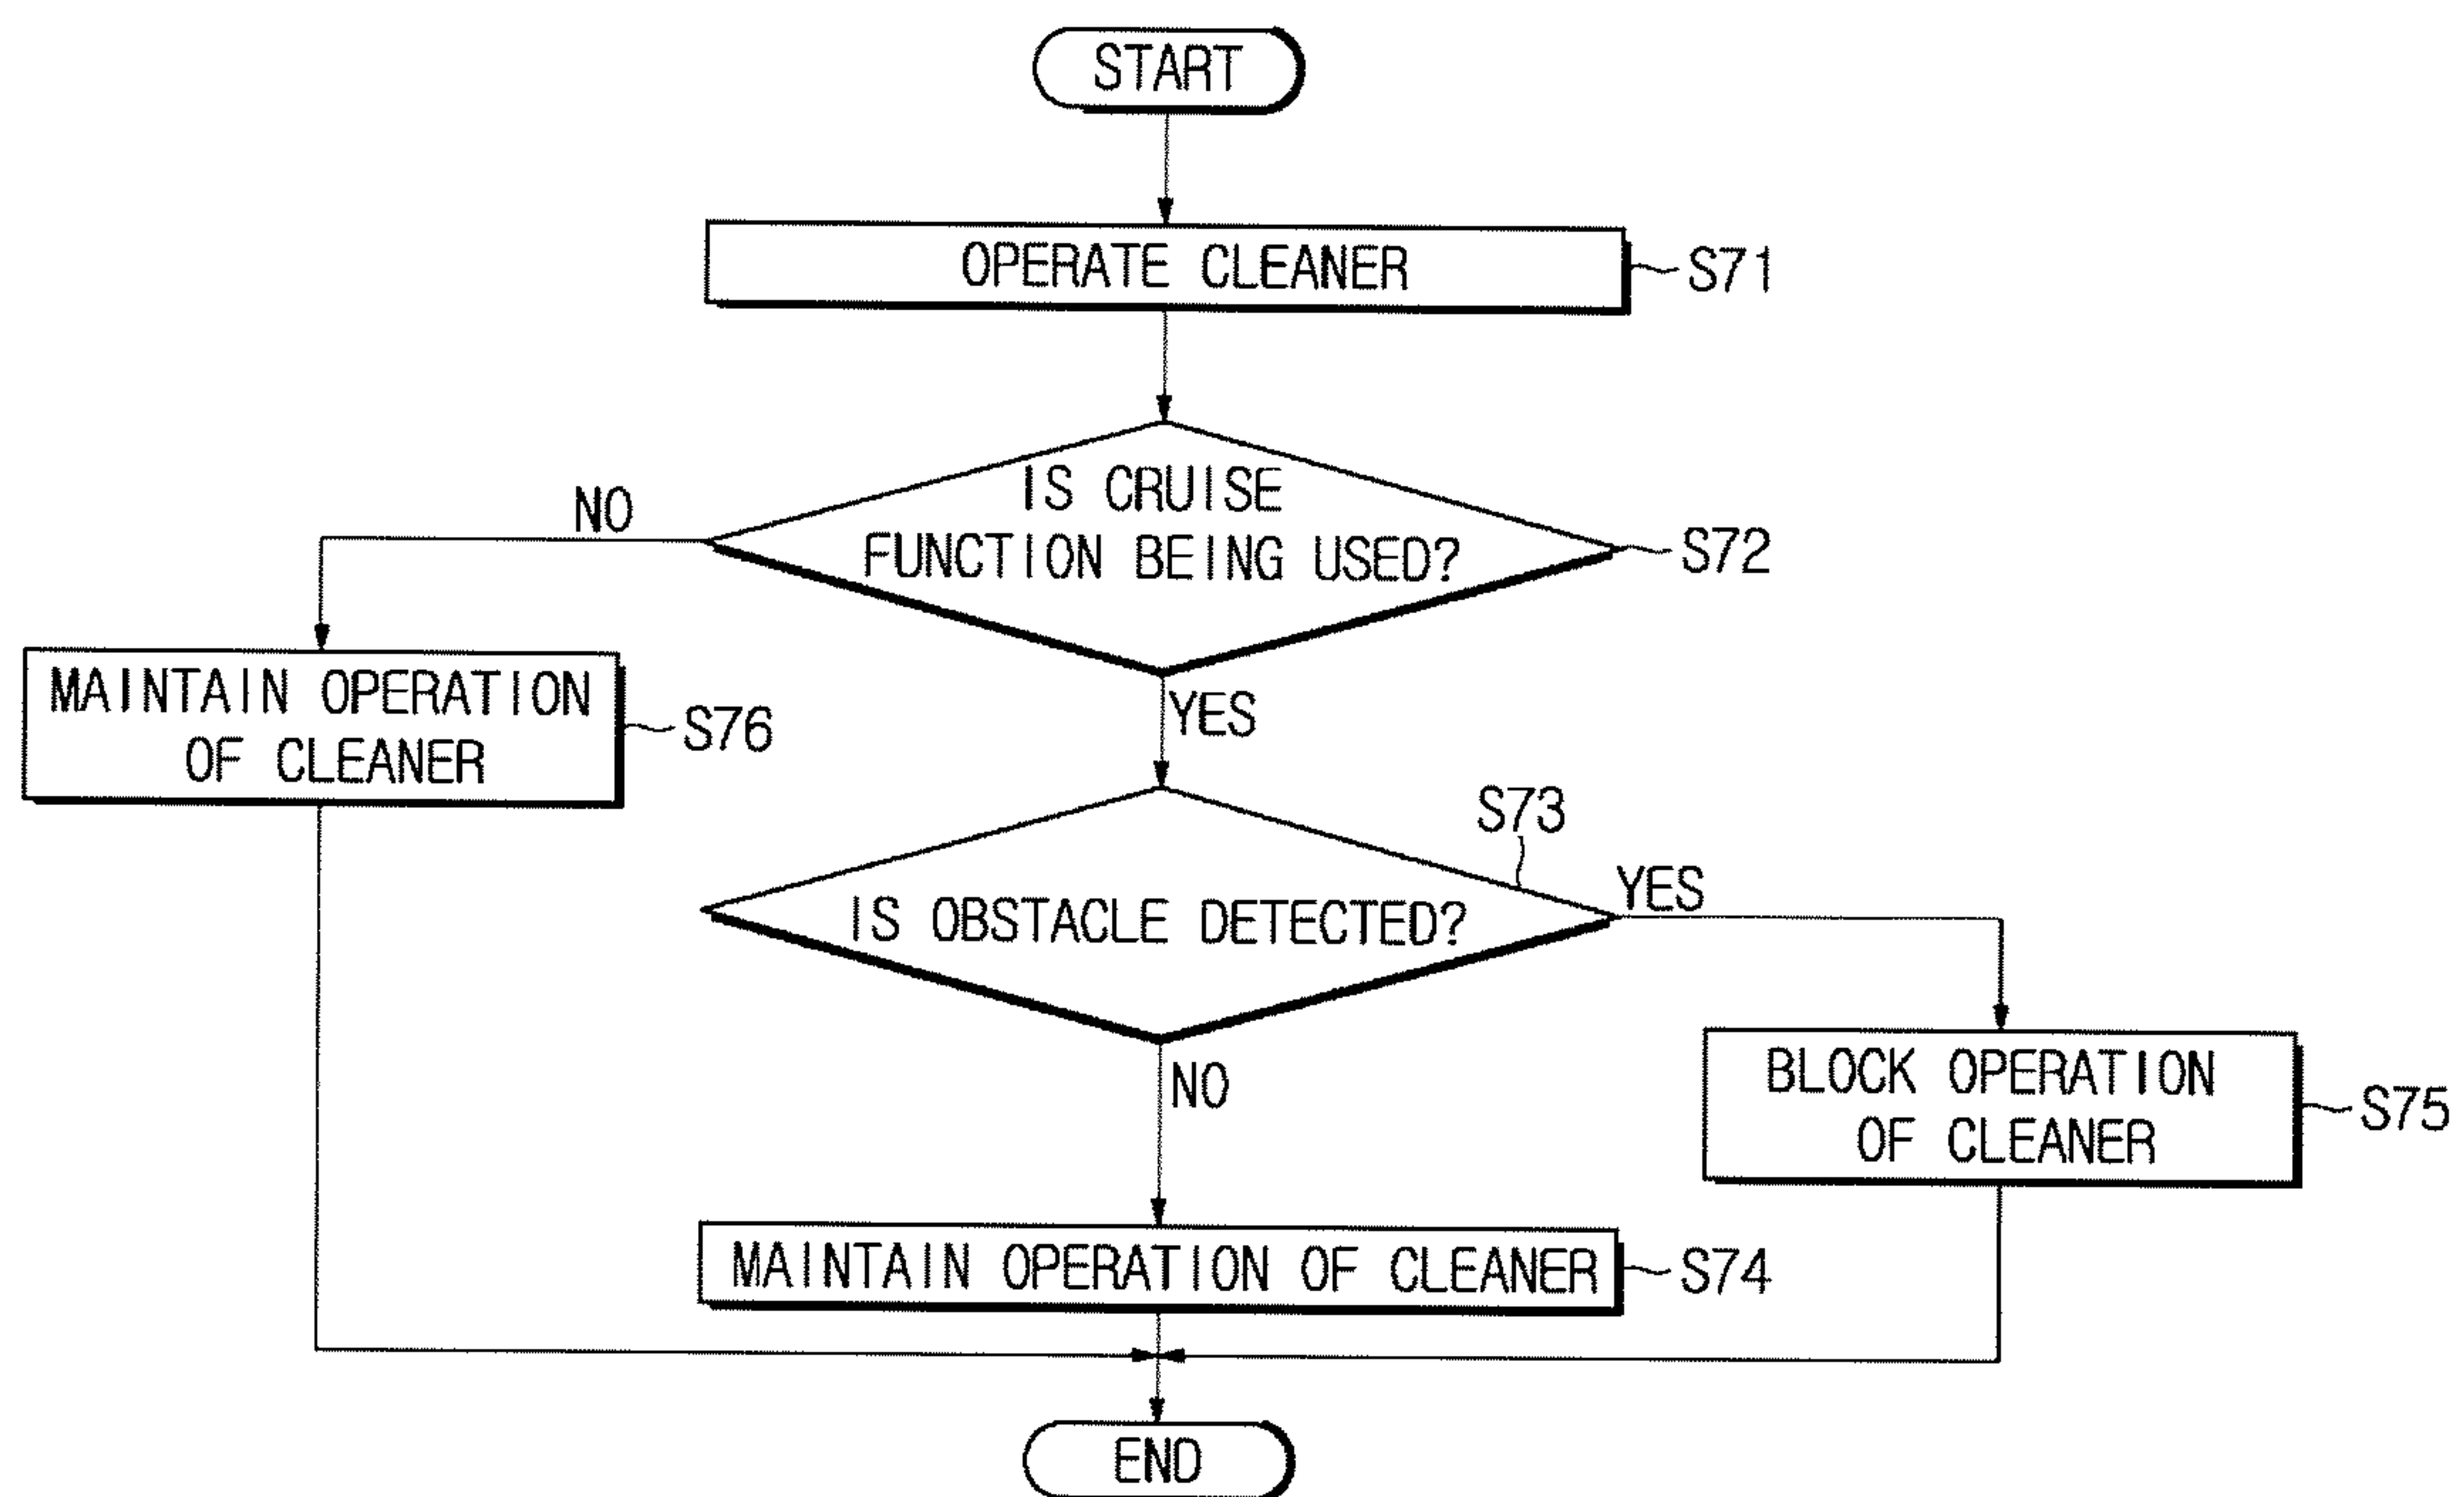 START
OPERATE CLEANER
S71
IS CRUISE
FUNCTION BEING USED?
S72
NO
YES
MAINTAIN OPERATION
OF CLEANER
S76
S73
IS OBSTACLE DETECTED?
YES
NO
BLOCK OPERATION
OF CLEANER
S75
MAINTAIN OPERATION OF CLEANER
S74
END